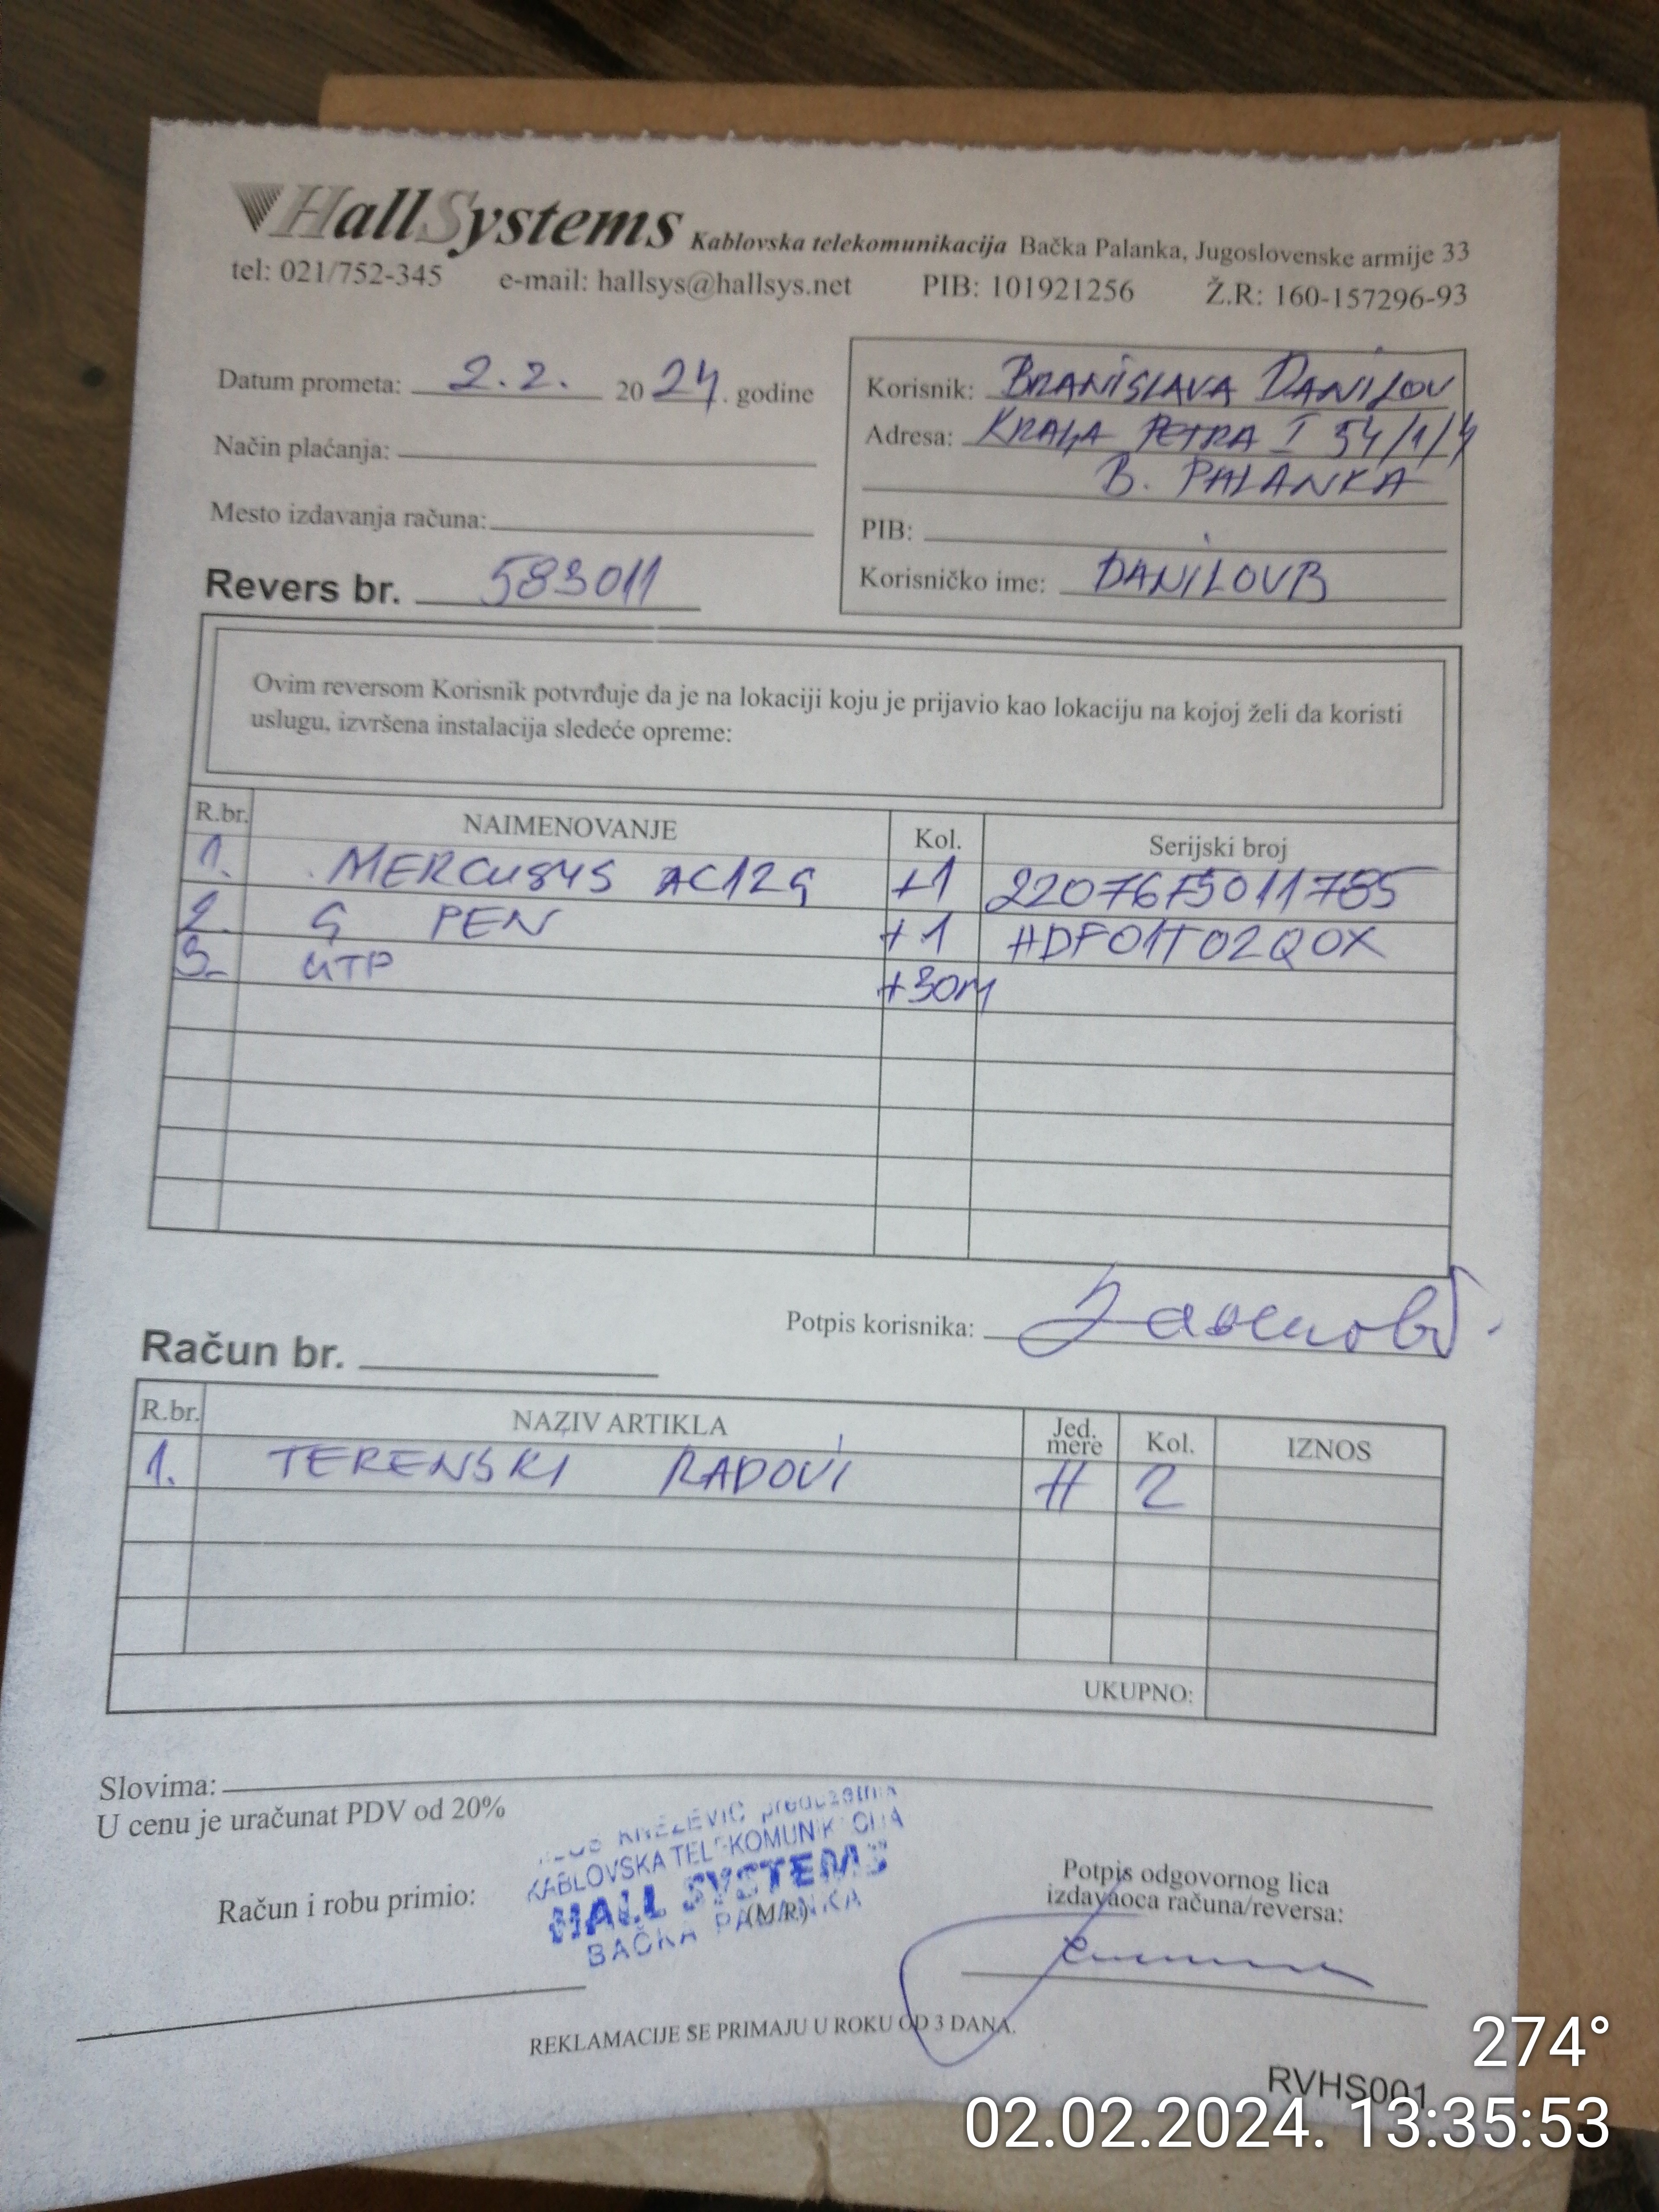 HallSystems Kablovska telekomunikacija Bačka Palanka, Jugoslovenske armije 33
tel: 021/752-345 e-mail: hallsys@hallsys.net PIB: 101921256 Ž.R: 160-157296-93
Datum prometa: 2.2. 2024. godine
Način plaćanja:
Mesto izdavanja računa:
Revers br. 583011
Korisnik: BRANISLAVA DANILOV
Adresa: KRALJA PETRA I 54/1/4
B. PALANKA
PIB:
Korisničko ime: DANILOVB
Ovim reversom Korisnik potvrđuje da je na lokaciji koju je prijavio kao lokaciju na kojoj želi da koristi
uslugu, izvršena instalacija sledeće opreme:
R.br. NAIMENOVANJE Kol. Serijski broj
1. MERCUSYS AC12G +1 22076F5011785
2. G PEN +1 HDF01T02Q0X
3. UTP +30m
Potpis korisnika:
Račun br.
R.br. NAZIV ARTIKLA Jed. mere Kol. IZNOS
1. TERENSKI RADOVI H 2
UKUPNO:
Slovima:
U cenu je uračunat PDV od 20%
KNEZEVIC preduzetnik
KABLOVSKA TELEKOMUNIKACIJA
HALL SYSTEMS
BAČKA PALANKA
Račun i robu primio:
(M.P.)
Potpis odgovornog lica
izdavaoca računa/reversa:
REKLAMACIJE SE PRIMAJU U ROKU OD 3 DANA.
RVHS001
274°
02.02.2024. 13:35:53